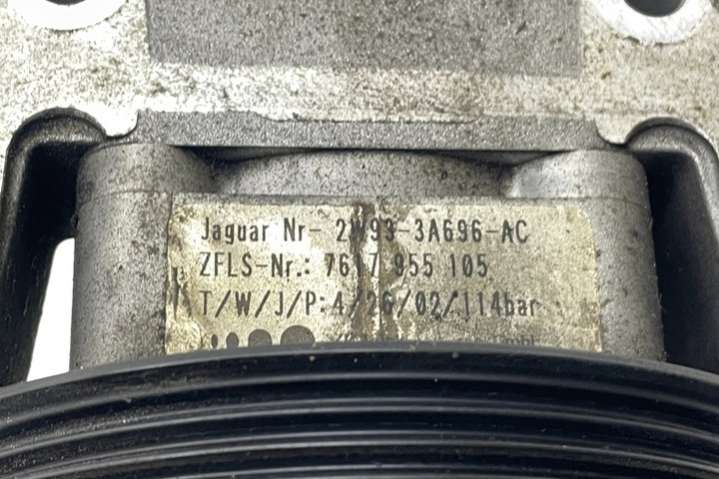 Jaguar Nr- 2W93-3A696-AC
ZFLS-Nr.: 7617 955 105
T/W/J/P:4/26/02/114bar